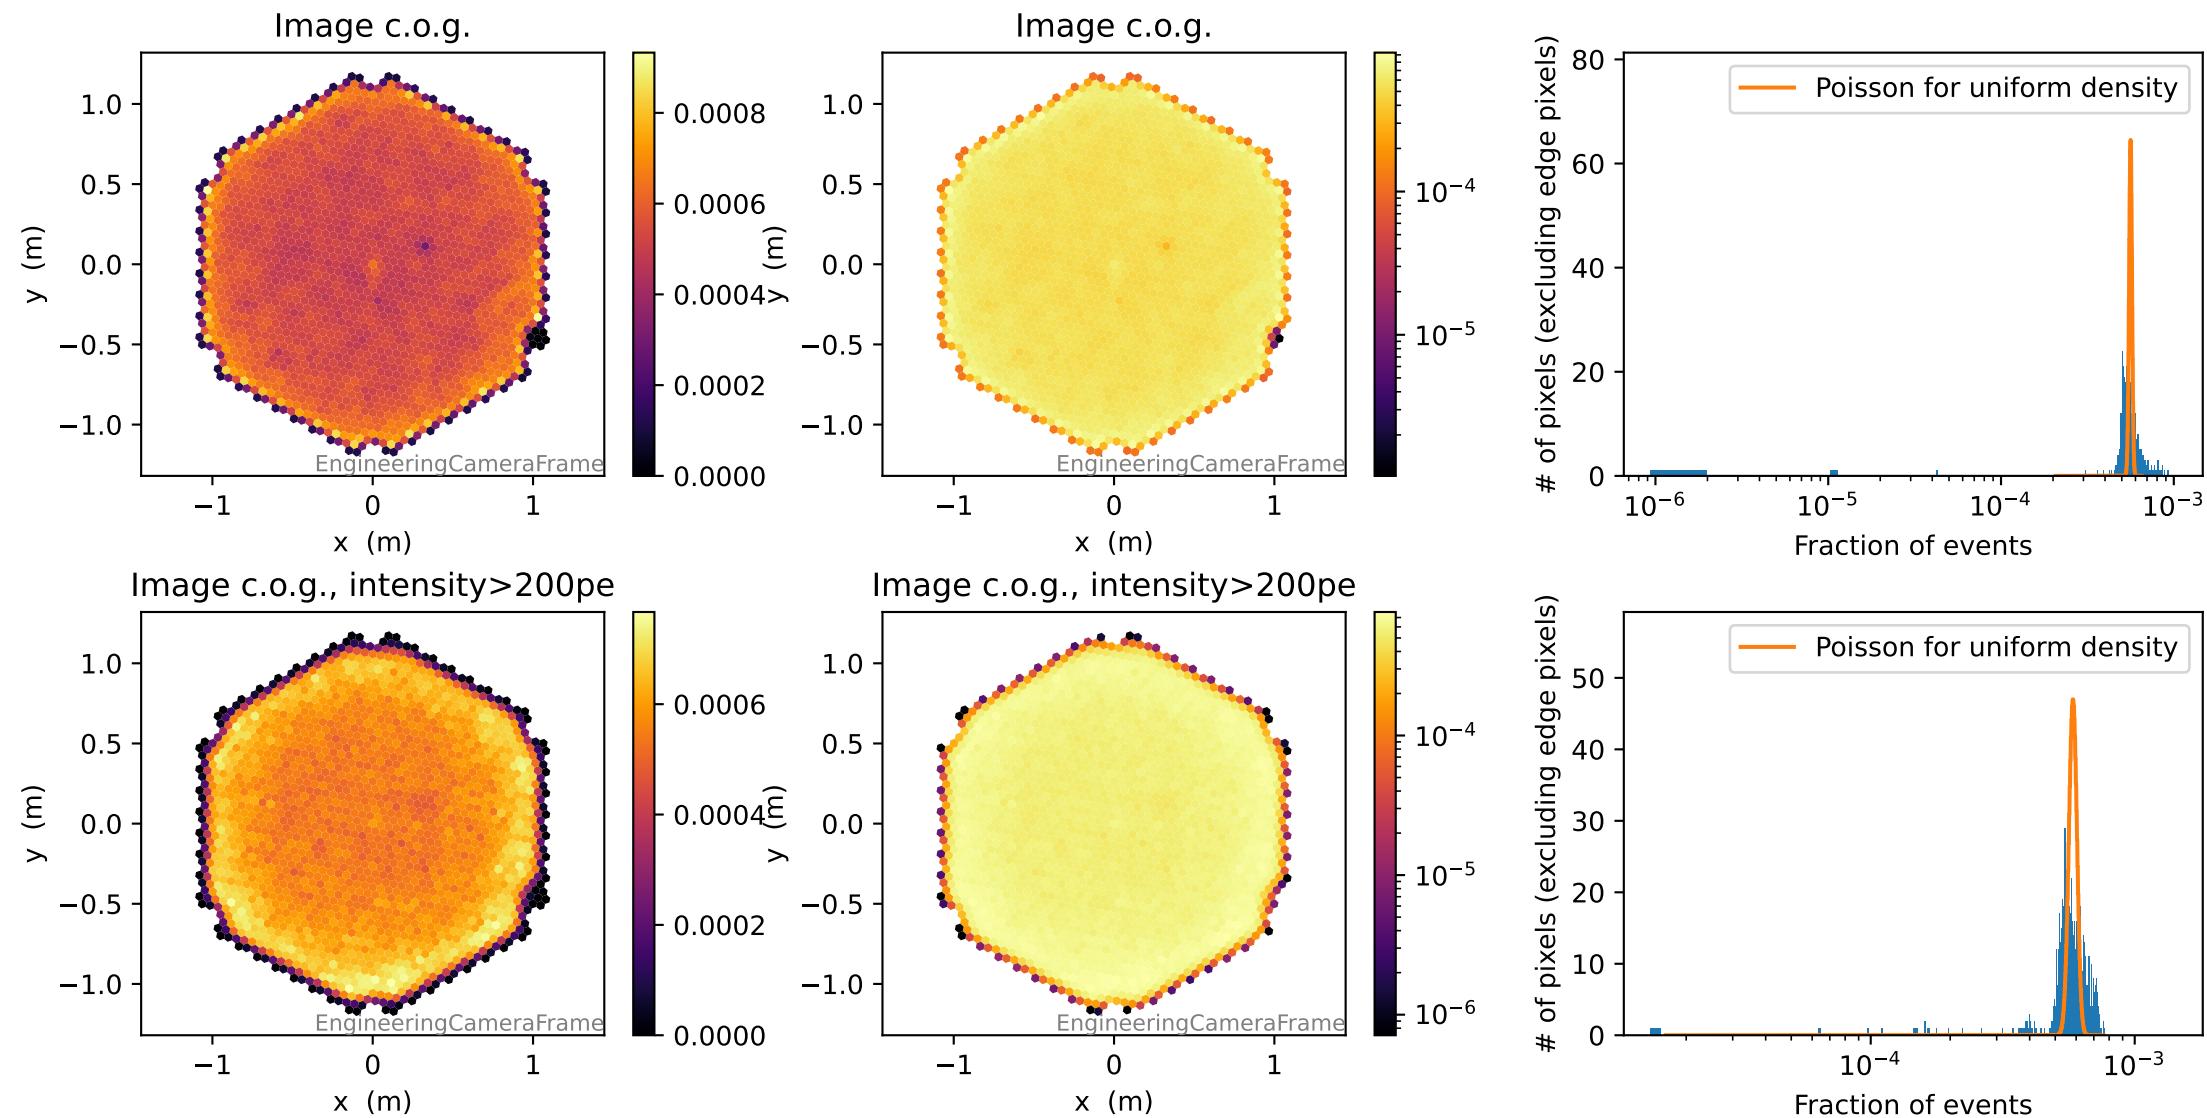 Image c.o.g.
1.0
0.5
0.0
−0.5
−1.0
y (m)
−1
0
1
x (m)
EngineeringCameraFrame
0.0008
0.0006
0.0004
0.0002
0.0000
Image c.o.g.
1.0
0.5
0.0
−0.5
−1.0
y (m)
−1
0
1
x (m)
EngineeringCameraFrame
10⁻⁴
10⁻⁵
Poisson for uniform density
80
60
40
20
0
# of pixels (excluding edge pixels)
10⁻⁶
10⁻⁵
10⁻⁴
10⁻³
Fraction of events
Image c.o.g., intensity>200pe
1.0
0.5
0.0
−0.5
−1.0
y (m)
−1
0
1
x (m)
EngineeringCameraFrame
0.0006
0.0004
0.0002
0.0000
Image c.o.g., intensity>200pe
1.0
0.5
0.0
−0.5
−1.0
y (m)
−1
0
1
x (m)
EngineeringCameraFrame
10⁻⁴
10⁻⁵
10⁻⁶
Poisson for uniform density
50
40
30
20
10
0
# of pixels (excluding edge pixels)
10⁻⁴
10⁻³
Fraction of events